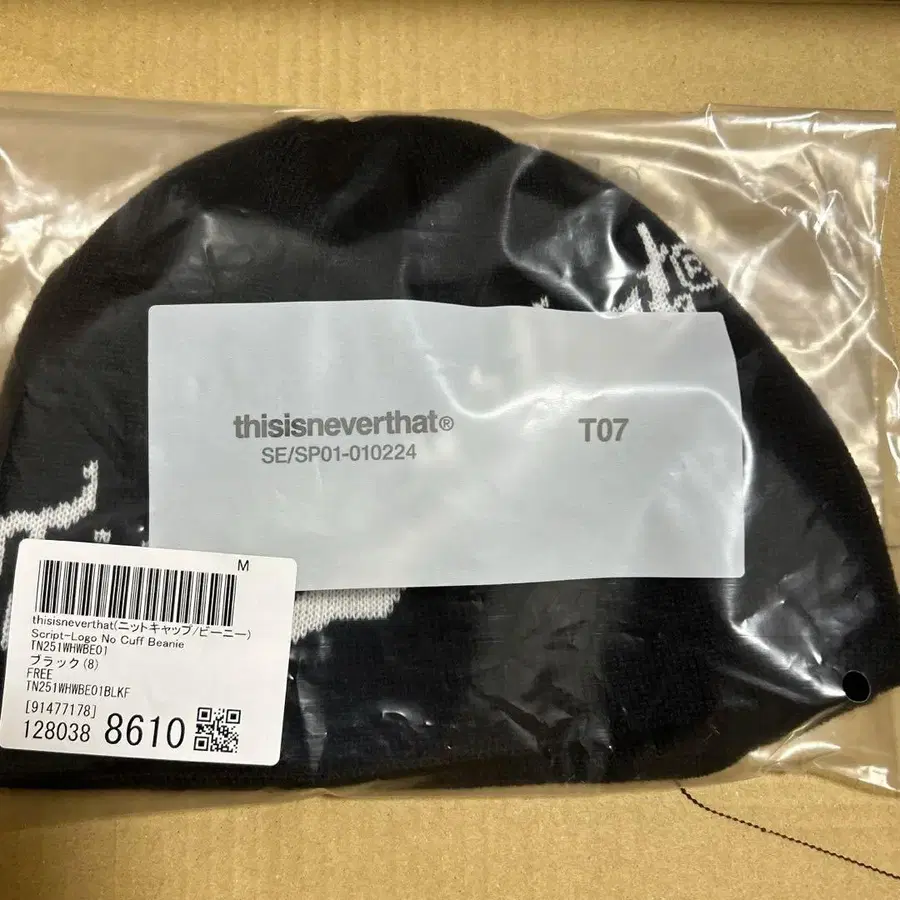 thisisneverthat®
T07
SE/SP01-010224
M
thisisneverthat(ニットキャップ/ビーニー)
Script-Logo No Cuff Beanie
TN251WHWBE01
ブラック(8)
FREE
TN251WHWBE01BLKF
[91477178]
128038 8610